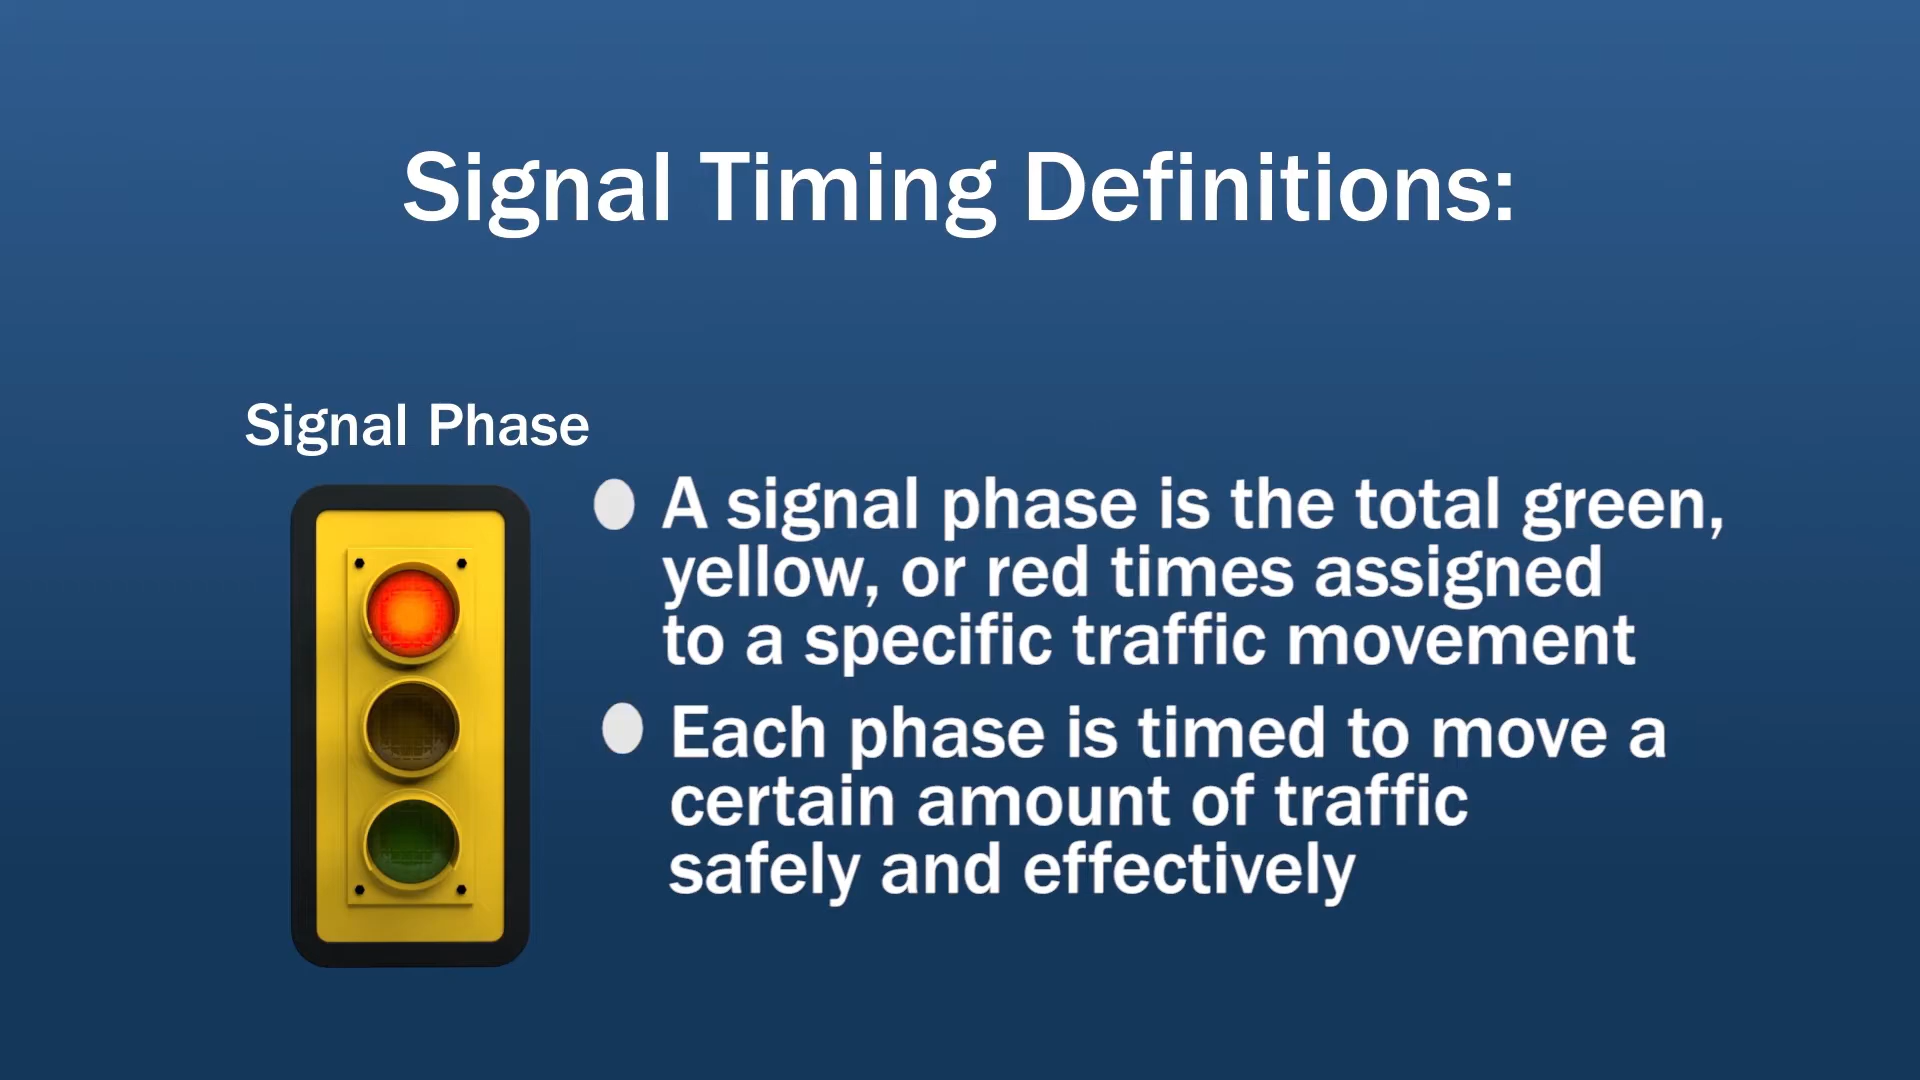 Signal Timing Definitions:
Signal Phase
A signal phase is the total green,
yellow, or red times assigned
to a specific traffic movement
Each phase is timed to move a
certain amount of traffic
safely and effectively